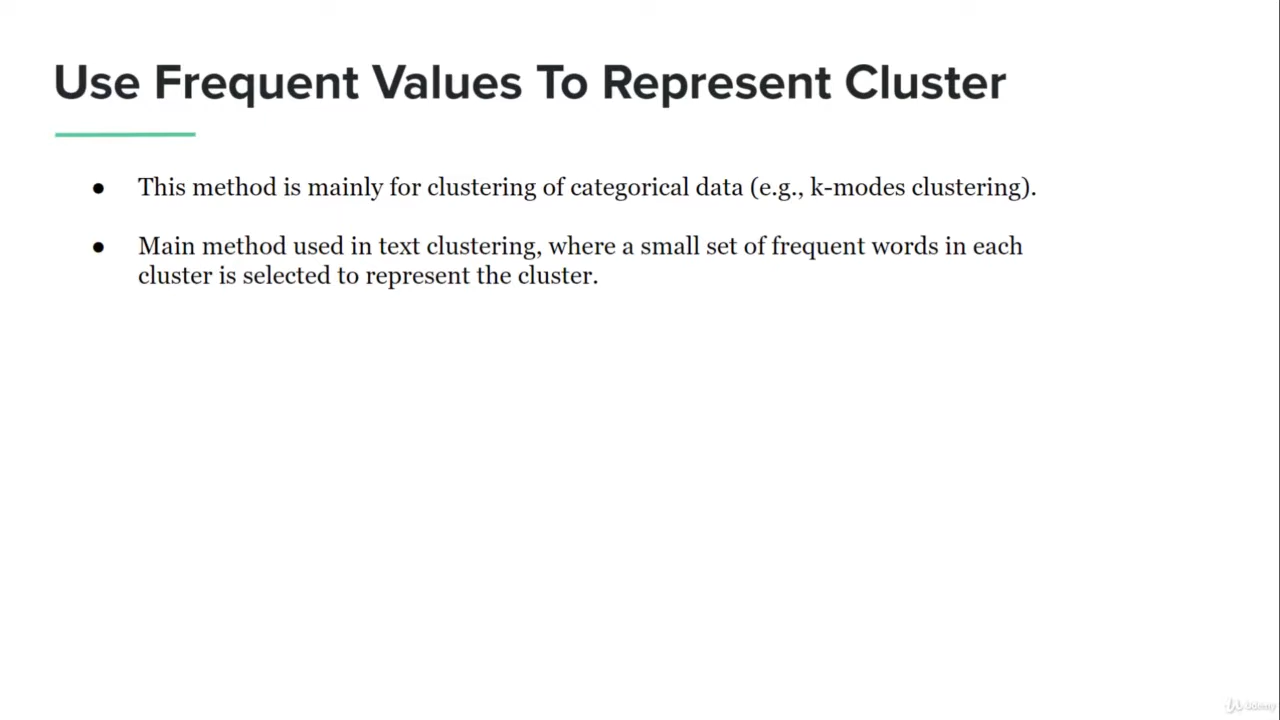 Use Frequent Values To Represent Cluster
● This method is mainly for clustering of categorical data (e.g., k-modes clustering).
● Main method used in text clustering, where a small set of frequent words in each
cluster is selected to represent the cluster.
Udemy